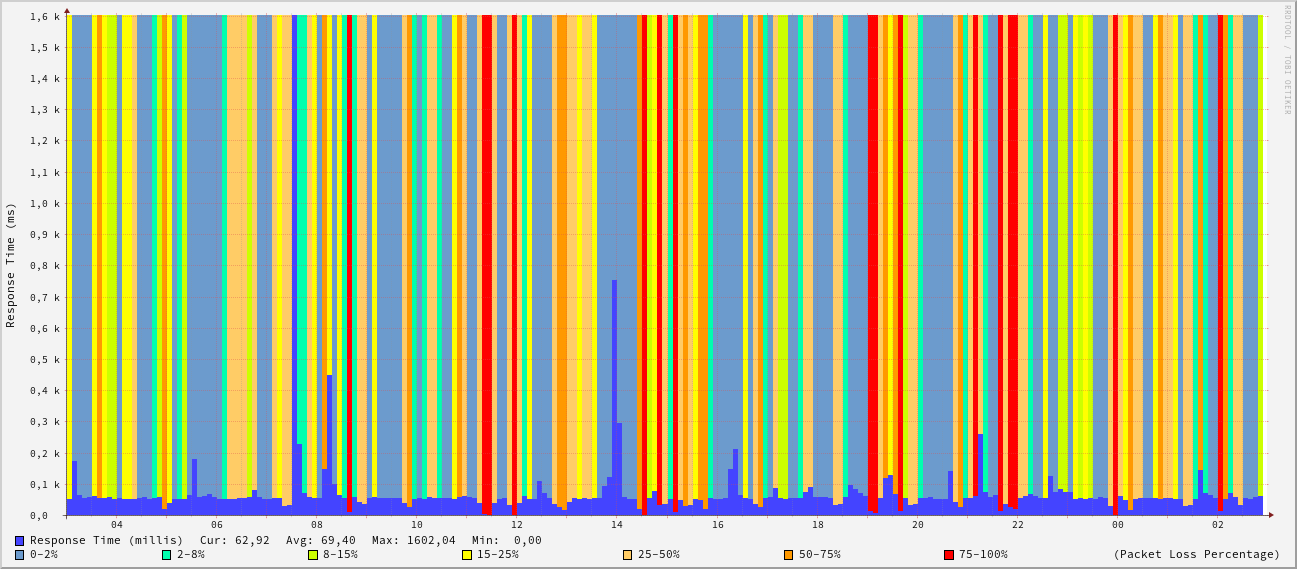 RRDTOOL / TOBI OETIKER
Response Time (ms)
1,6 k
1,5 k
1,4 k
1,3 k
1,2 k
1,1 k
1,0 k
0,9 k
0,8 k
0,7 k
0,6 k
0,5 k
0,4 k
0,3 k
0,2 k
0,1 k
0,0
04 06 08 10 12 14 16 18 20 22 00 02
Response Time (millis) Cur: 62,92 Avg: 69,40 Max: 1602,04 Min: 0,00
0-2% 2-8% 8-15% 15-25% 25-50% 50-75% 75-100% (Packet Loss Percentage)